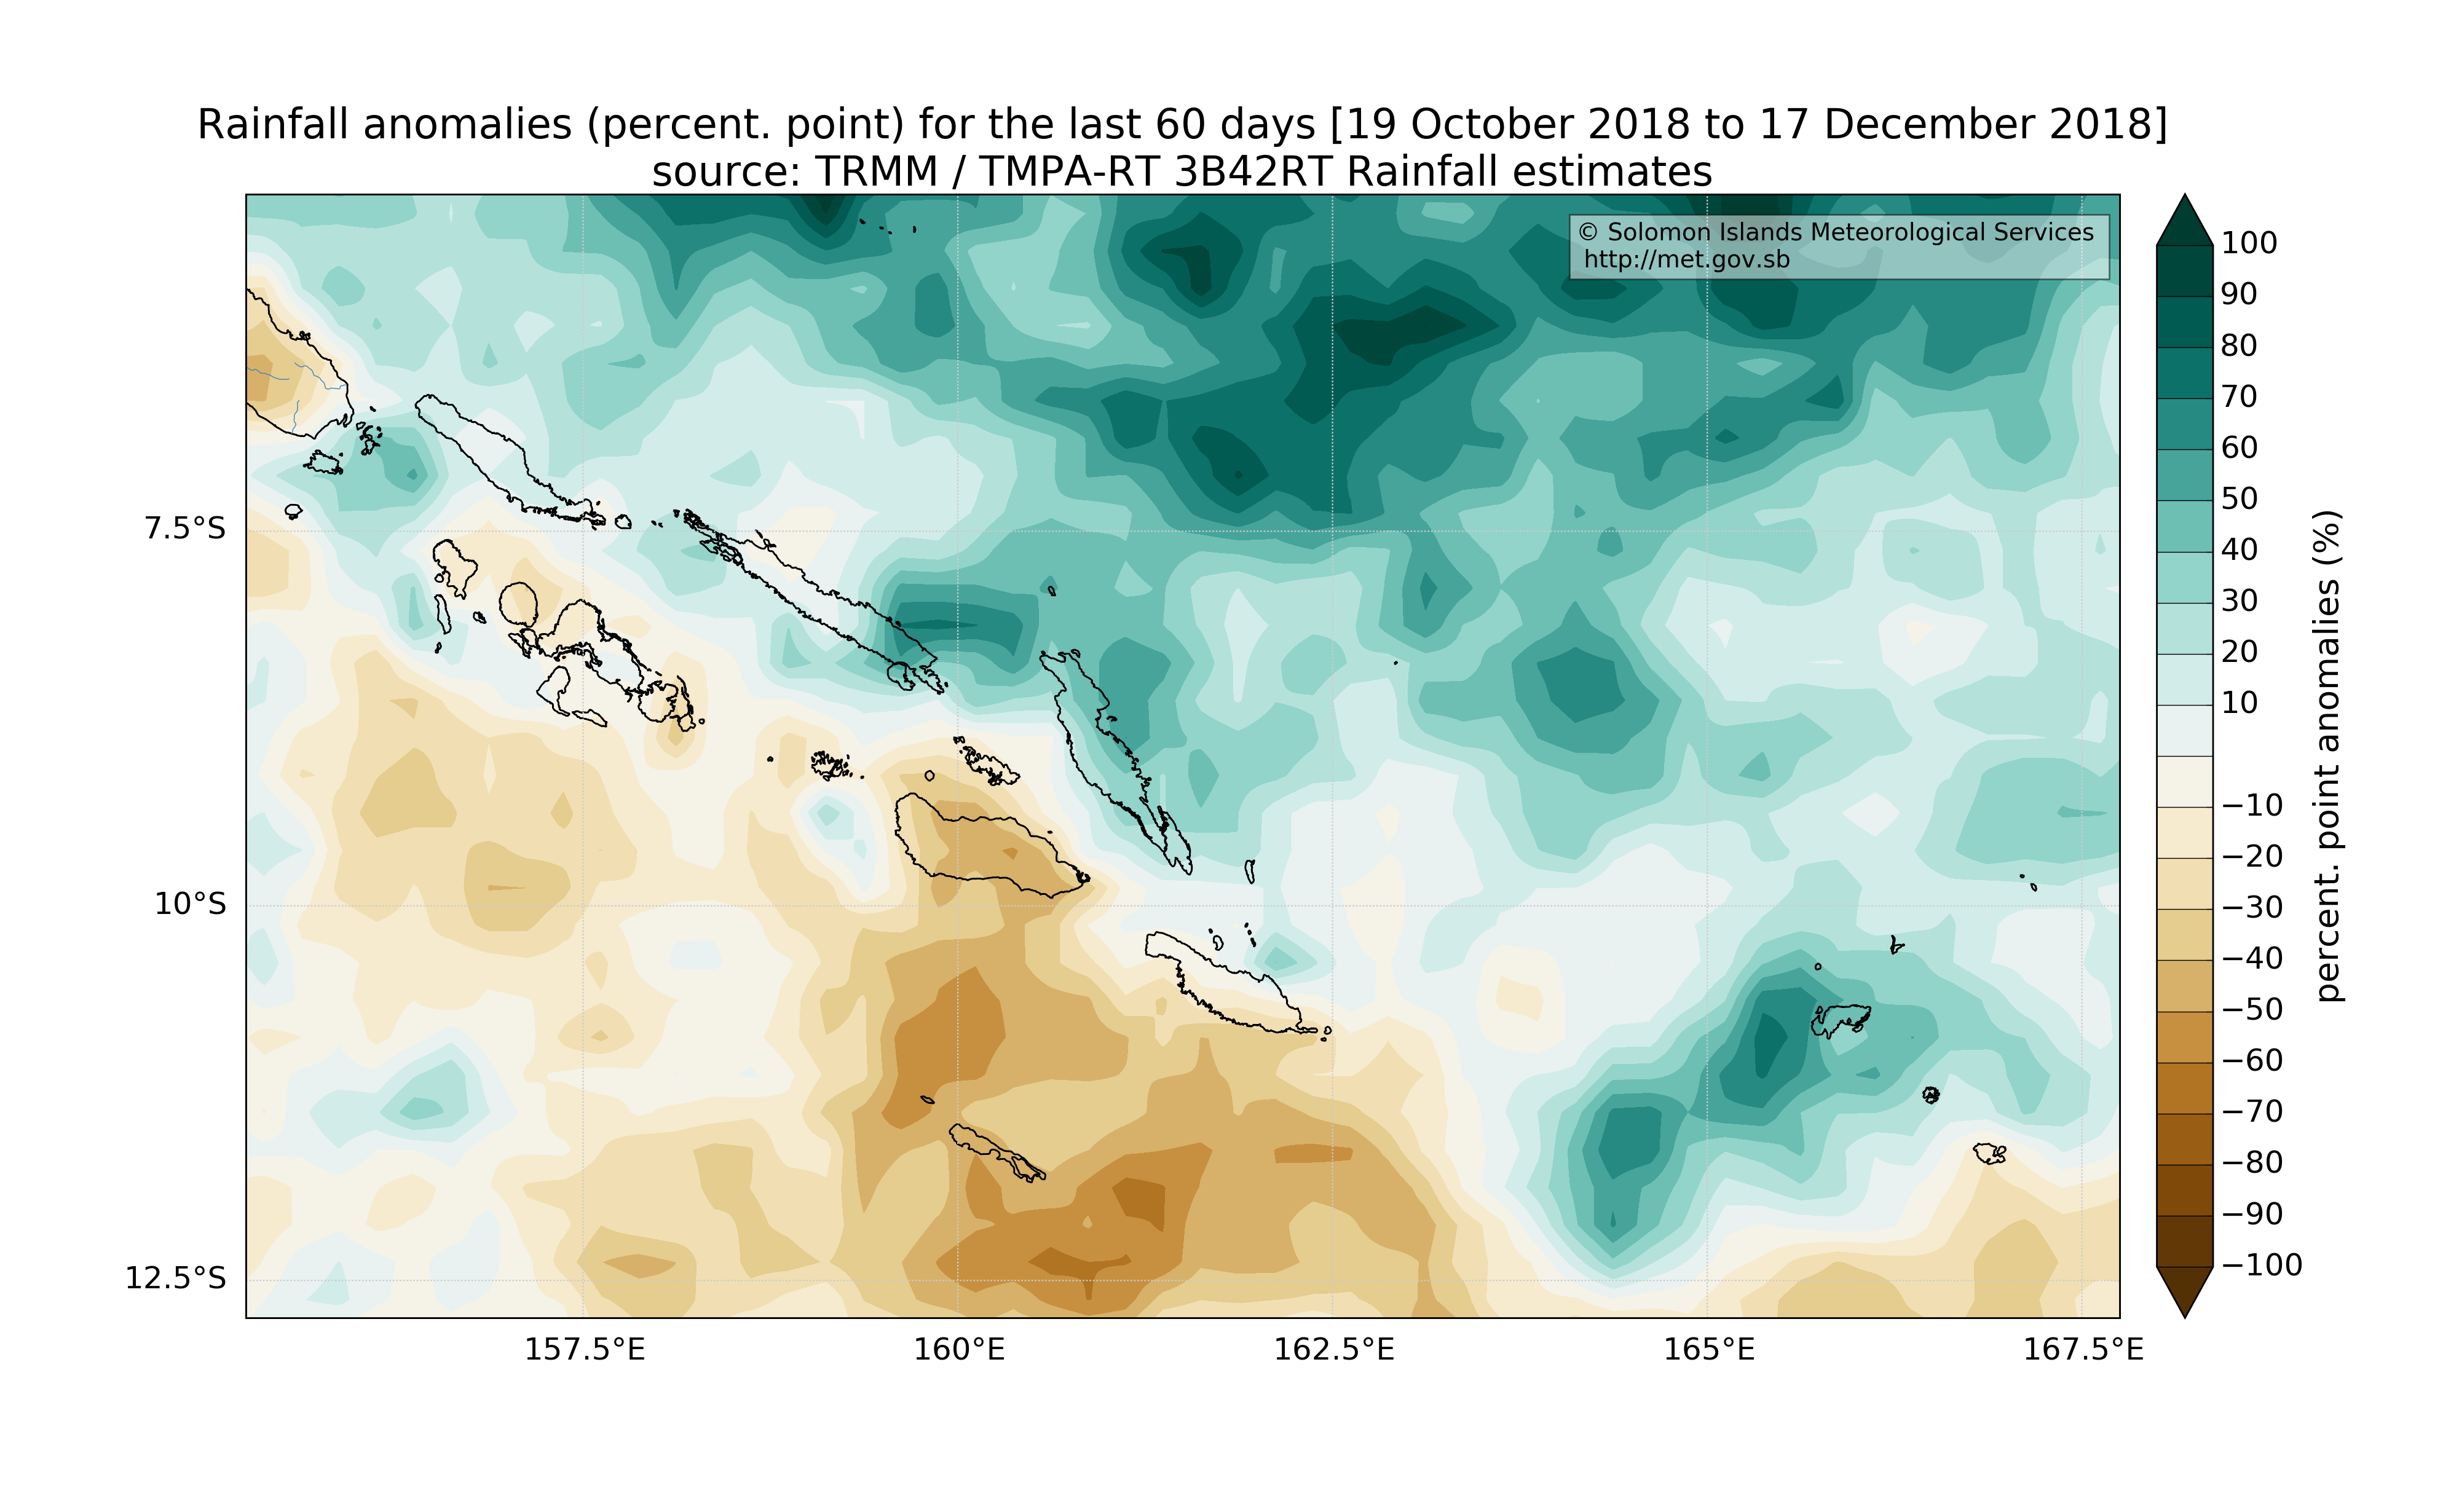 Rainfall anomalies (percent. point) for the last 60 days [19 October 2018 to 17 December 2018]
source: TRMM / TMPA-RT 3B42RT Rainfall estimates
© Solomon Islands Meteorological Services
http://met.gov.sb
7.5°S
10°S
12.5°S
157.5°E
160°E
162.5°E
165°E
167.5°E
100
90
80
70
60
50
40
30
20
10
−10
−20
−30
−40
−50
−60
−70
−80
−90
−100
percent. point anomalies (%)